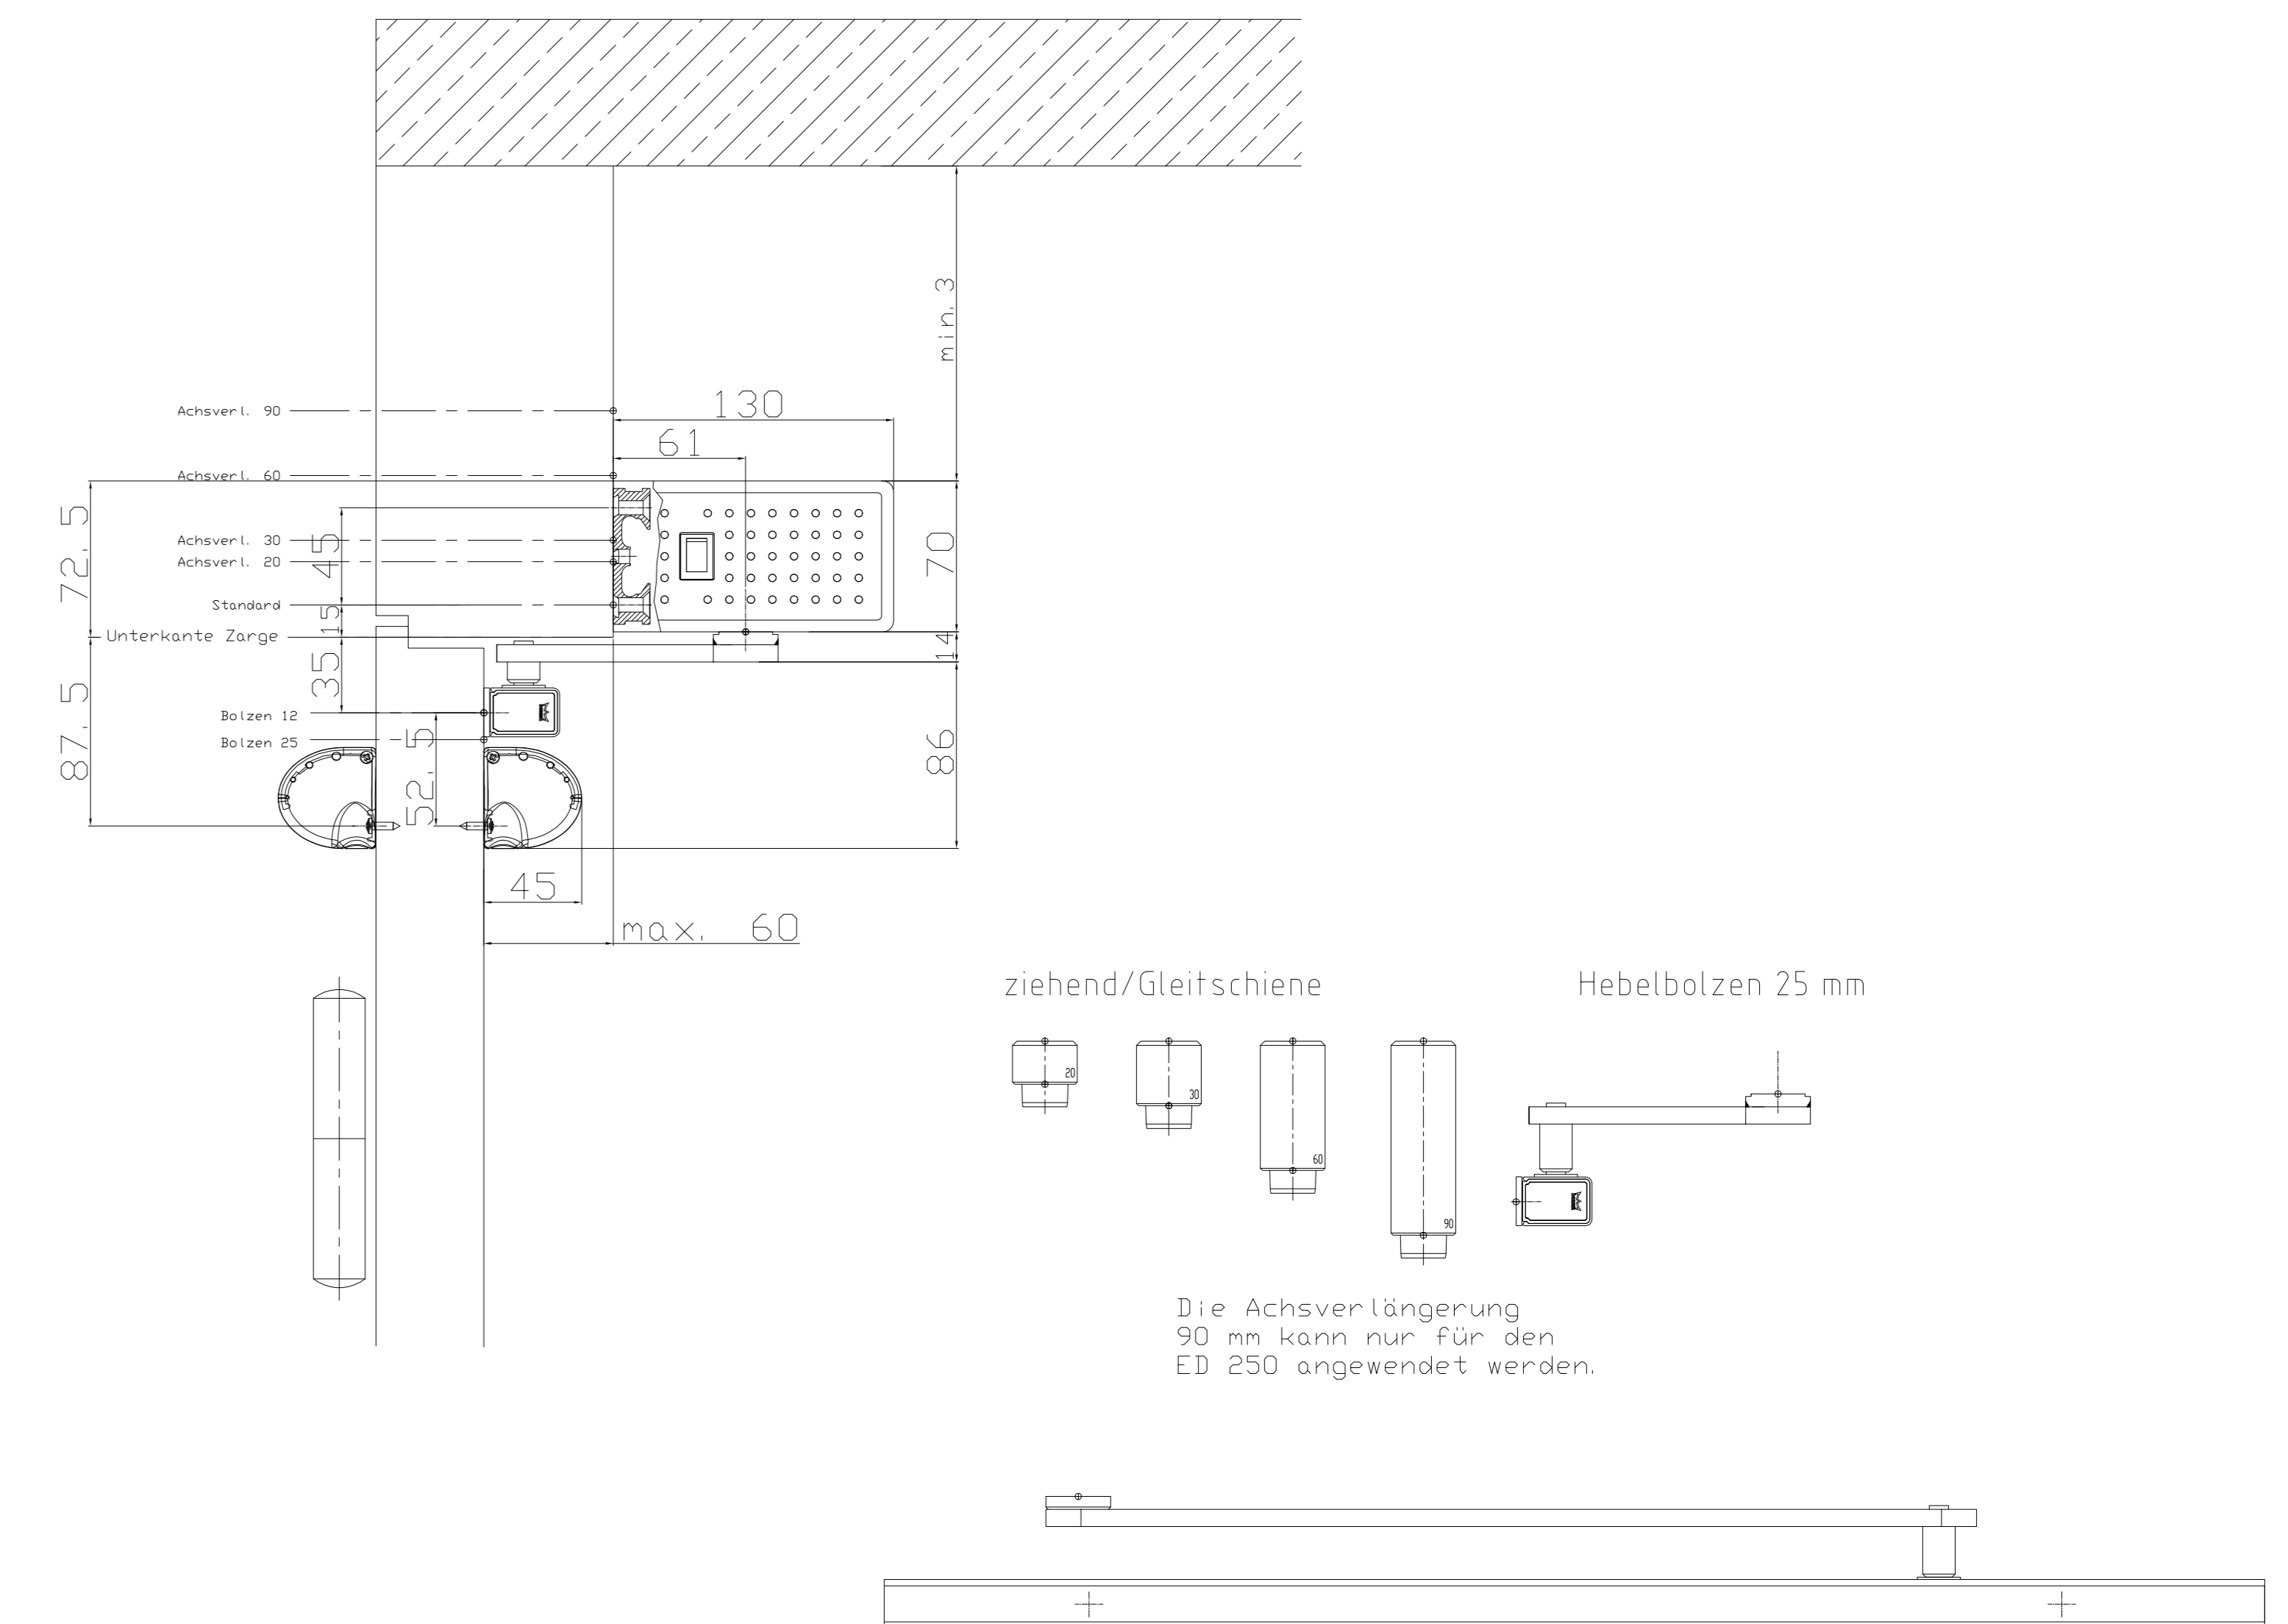 min. 3
Achsverl. 90
130
61
Achsverl. 60
72.5
Achsverl. 30
45
70
Achsverl. 20
Standard
15
Unterkante Zarge
14
35
Bolzen 12
87.5
Bolzen 25
52.5
86
45
max. 60
ziehend/Gleitschiene
Hebelbolzen 25 mm
20
30
60
90
Die Achsverlängerung
90 mm kann nur für den
ED 250 angewendet werden.